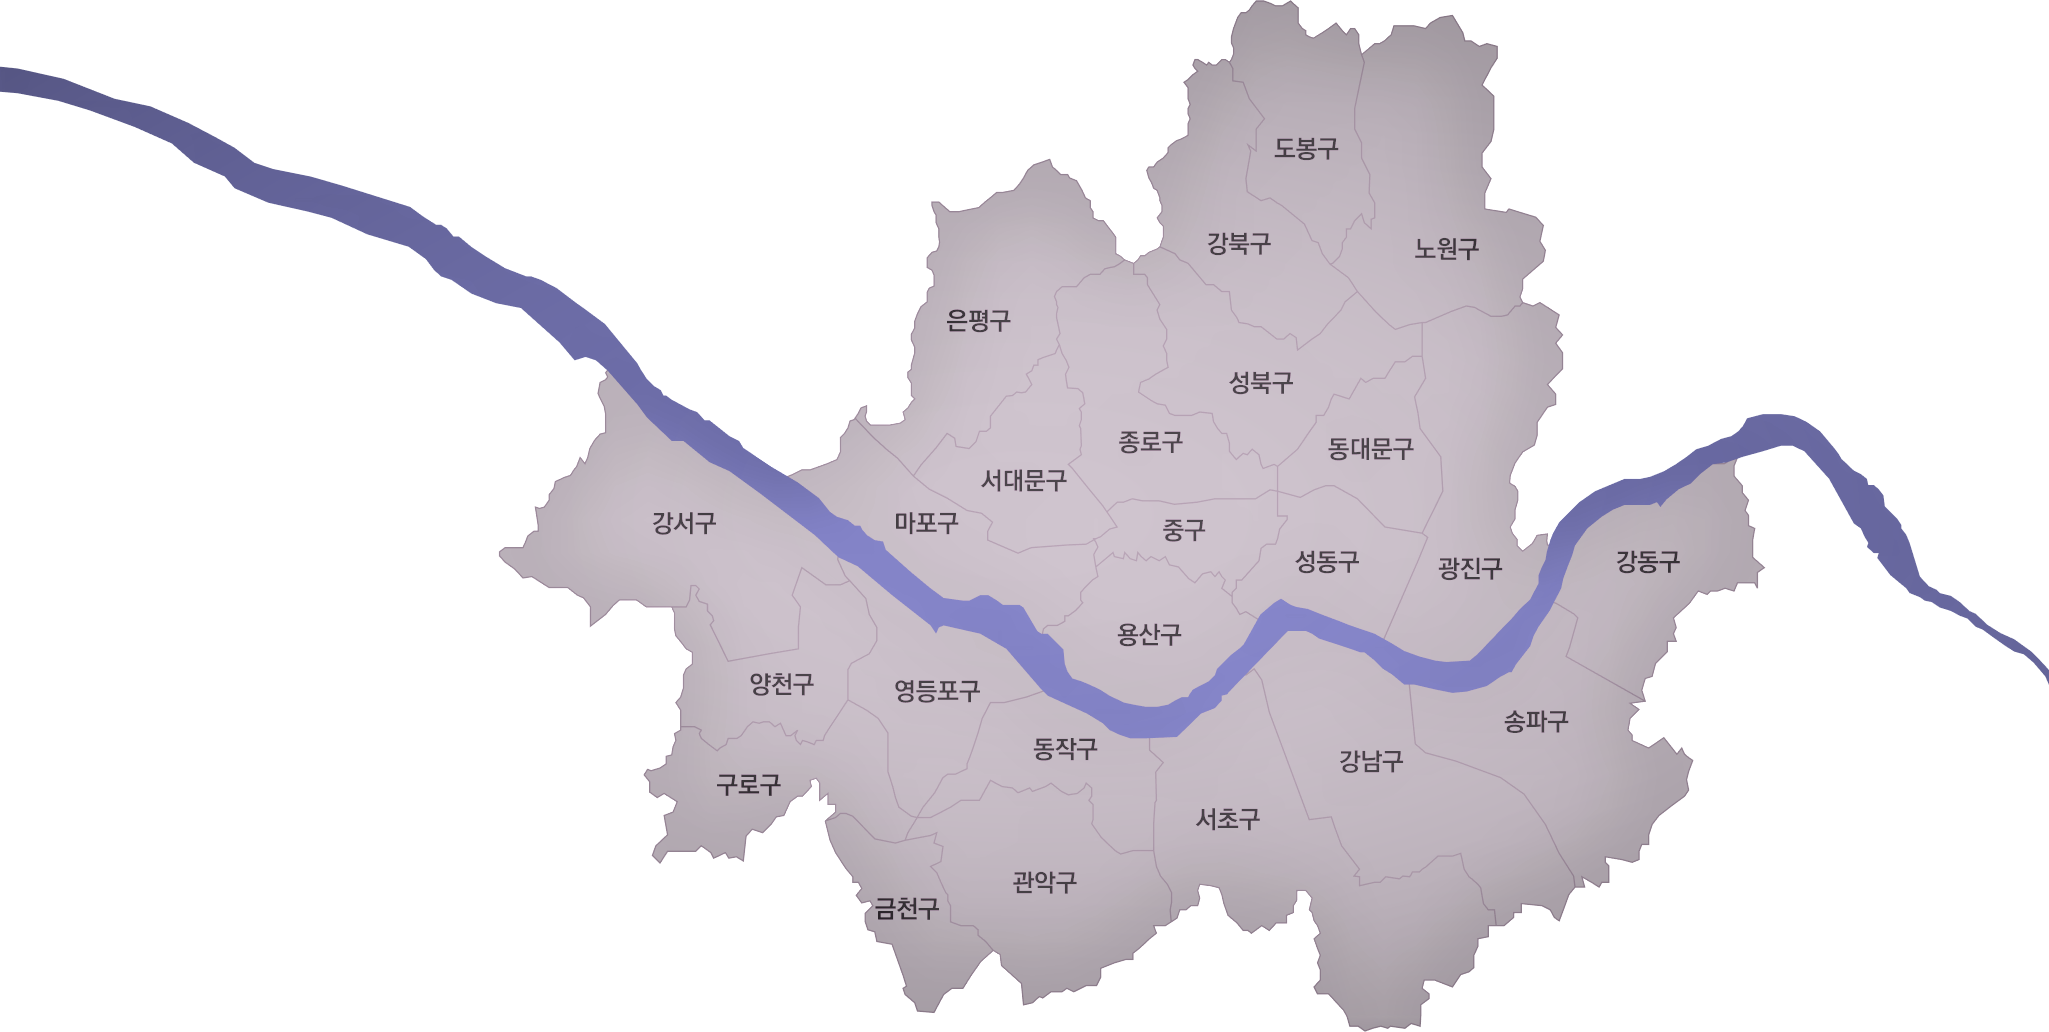 도봉구
강북구
노원구
은평구
성북구
종로구
동대문구
서대문구
강서구
마포구
중구
성동구
광진구
강동구
용산구
양천구
영등포구
송파구
동작구
강남구
구로구
서초구
관악구
금천구